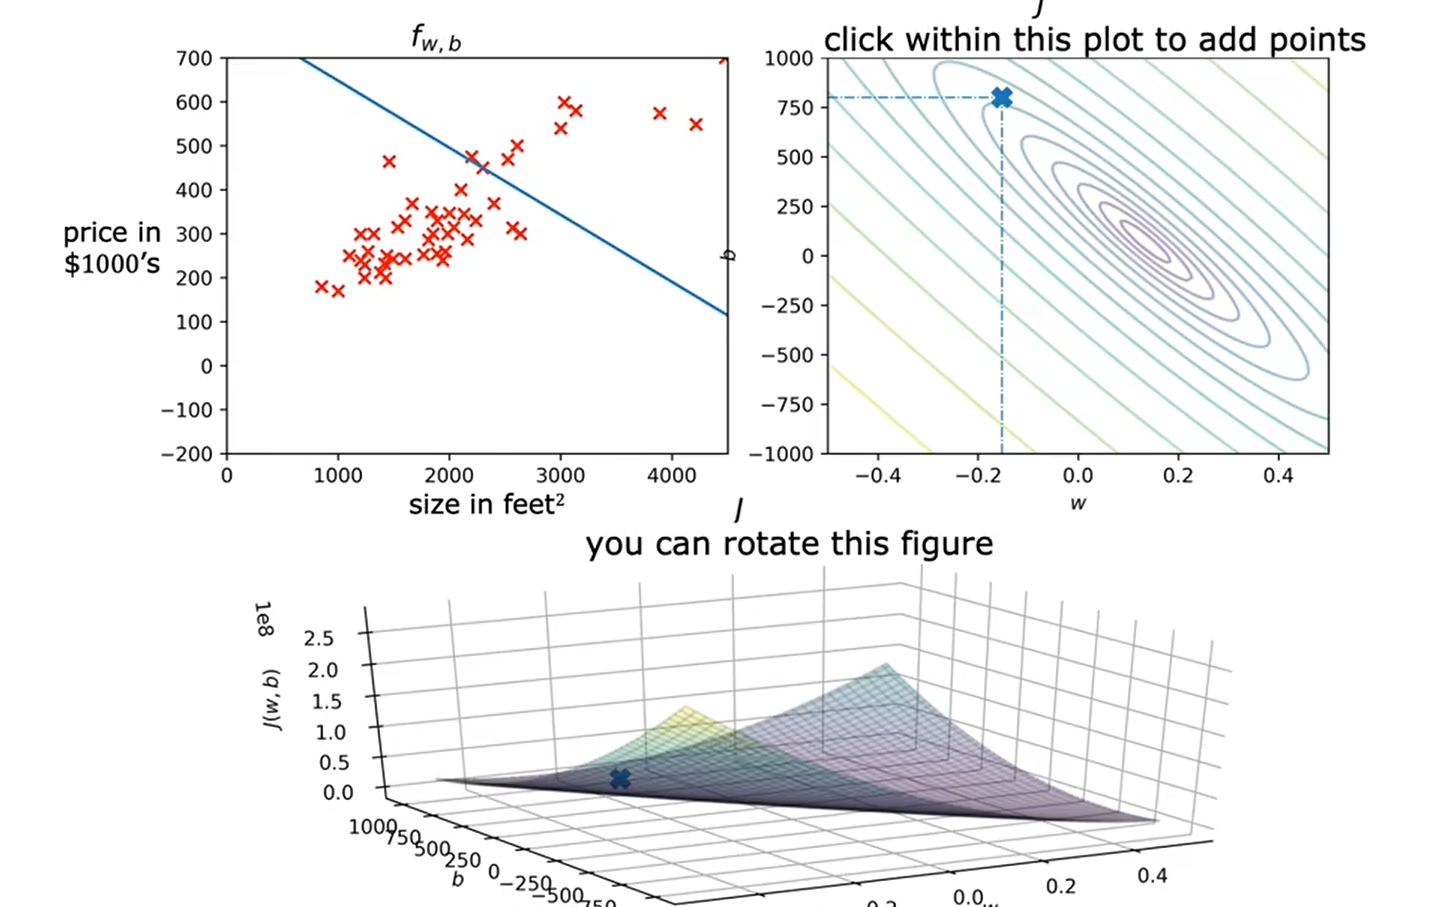 J
f w, b
click within this plot to add points
700
600
500
400
300
200
100
0
−100
−200
price in
$1000's
0 1000 2000 3000 4000
size in feet²
1000
750
500
250
0
−250
−500
−750
−1000
b
−0.4 −0.2 0.0 0.2 0.4
w
J
you can rotate this figure
1e8
J(w, b)
2.5
2.0
1.5
1.0
0.5
0.0
1000
750
500
250
0
−250
−500
b
0.0
0.2
0.4
w